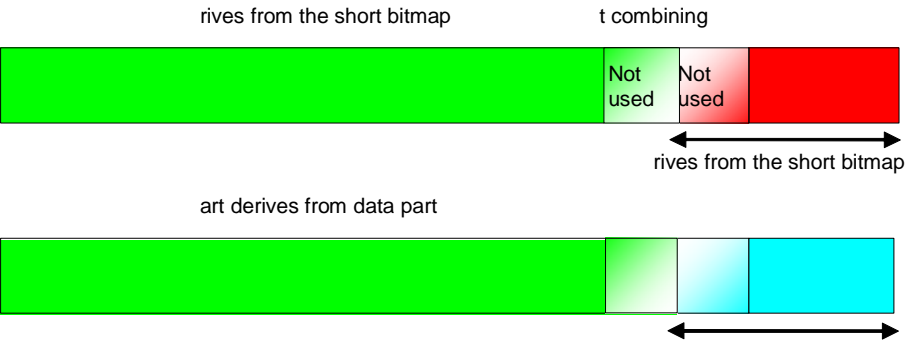 rives from the short bitmap
t combining
Not used
Not used
rives from the short bitmap
art derives from data part